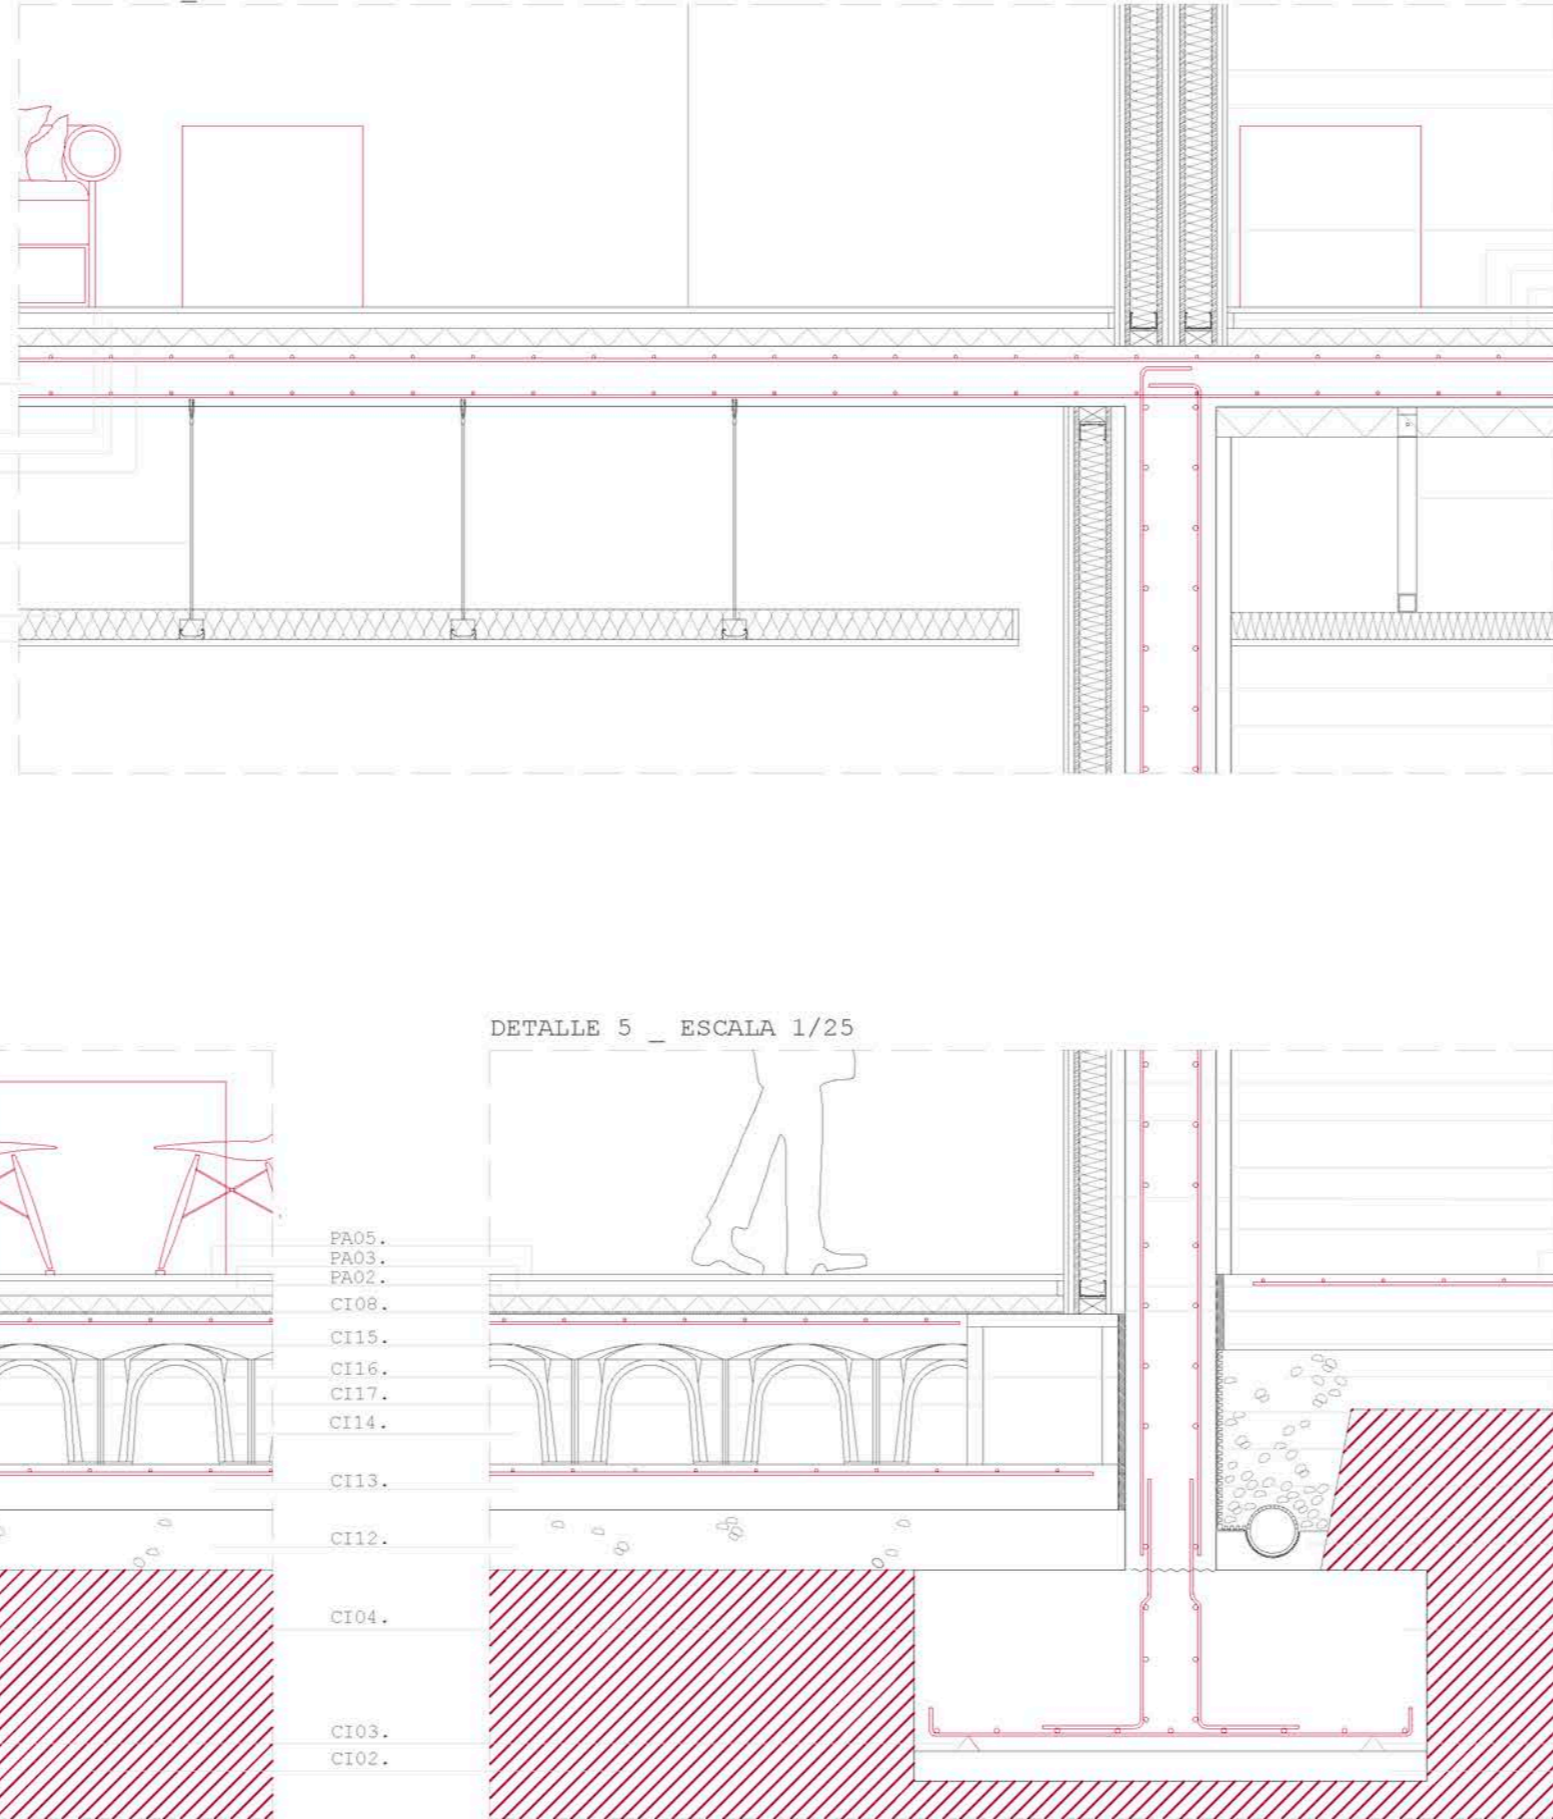 DETALLE 5 _ ESCALA 1/25
PA05.
PA03.
PA02.
CI08.
CI15.
CI16.
CI17.
CI14.
CI13.
CI12.
CI04.
CI03.
CI02.